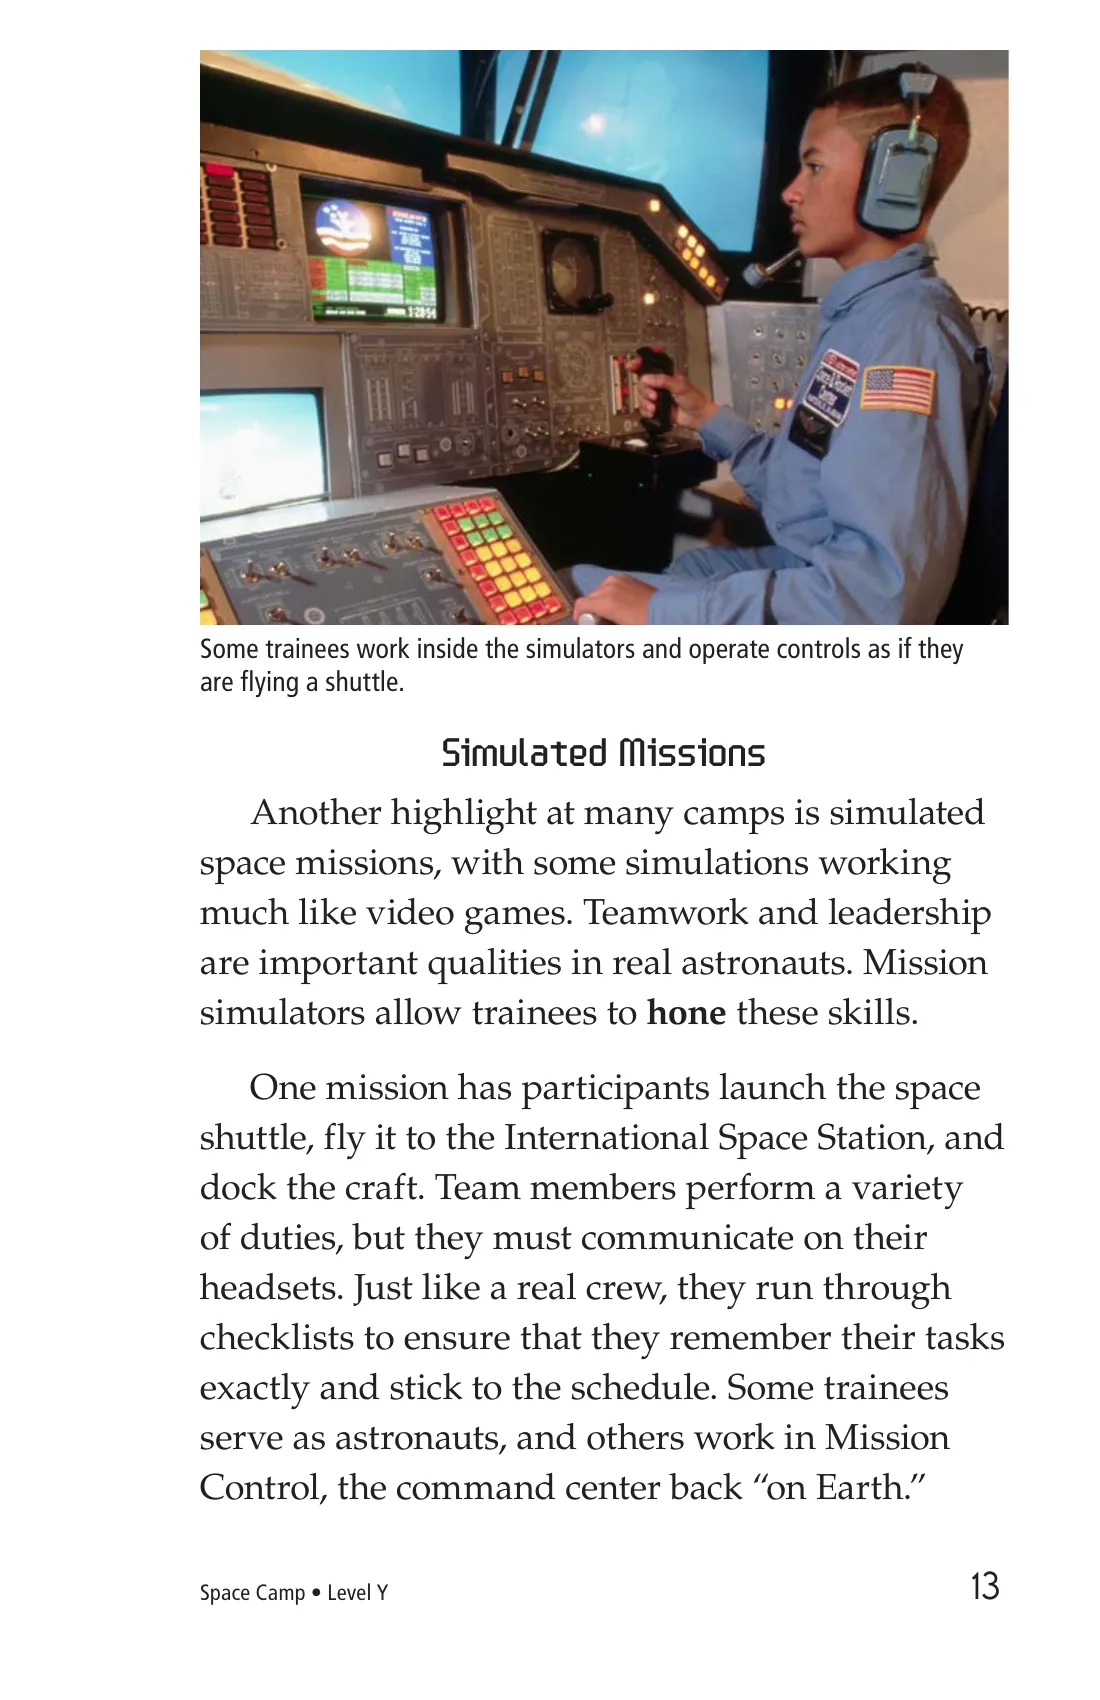 1:28:54
Space & Rocket
Center
Some trainees work inside the simulators and operate controls as if they
are flying a shuttle.
Simulated Missions
Another highlight at many camps is simulated
space missions, with some simulations working
much like video games. Teamwork and leadership
are important qualities in real astronauts. Mission
simulators allow trainees to hone these skills.
One mission has participants launch the space
shuttle, fly it to the International Space Station, and
dock the craft. Team members perform a variety
of duties, but they must communicate on their
headsets. Just like a real crew, they run through
checklists to ensure that they remember their tasks
exactly and stick to the schedule. Some trainees
serve as astronauts, and others work in Mission
Control, the command center back “on Earth.”
Space Camp • Level Y
13